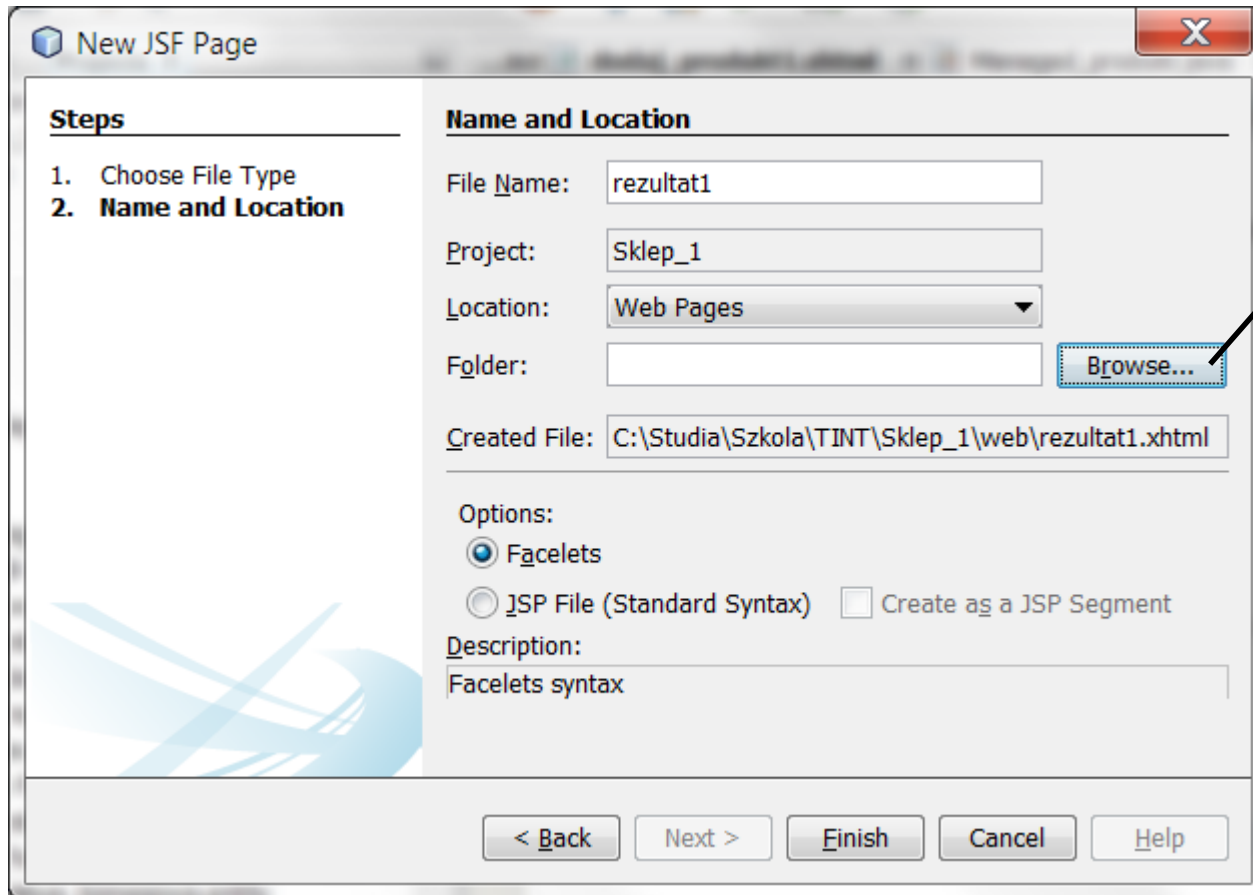 New JSF Page
Steps
1. Choose File Type
2. Name and Location
Name and Location
File Name: rezultat1
Project: Sklep_1
Location: Web Pages
Folder: Browse...
Created File: C:\Studia\Szkola\TINT\Sklep_1\web\rezultat1.xhtml
Options:
Facelets
JSP File (Standard Syntax) Create as a JSP Segment
Description:
Facelets syntax
< Back Next > Finish Cancel Help